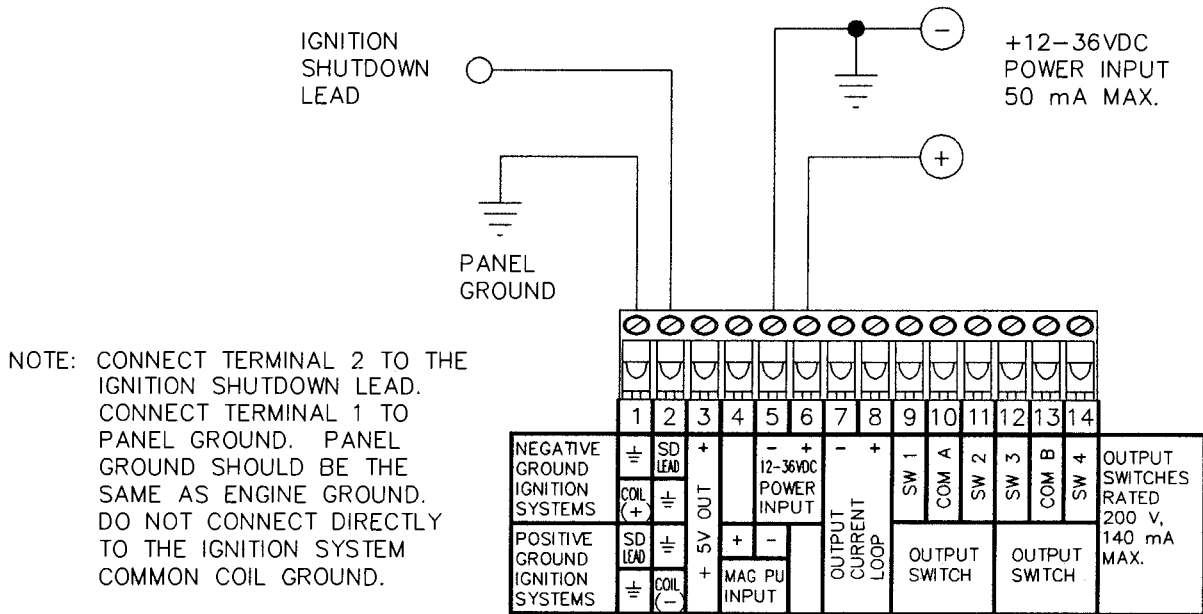 IGNITION
SHUTDOWN
LEAD
−
+12-36VDC
POWER INPUT
50 mA MAX.
+
PANEL
GROUND
NOTE: CONNECT TERMINAL 2 TO THE
IGNITION SHUTDOWN LEAD.
CONNECT TERMINAL 1 TO
PANEL GROUND. PANEL
GROUND SHOULD BE THE
SAME AS ENGINE GROUND.
DO NOT CONNECT DIRECTLY
TO THE IGNITION SYSTEM
COMMON COIL GROUND.
1 2 3 4 5 6 7 8 9 10 11 12 13 14
NEGATIVE
GROUND
IGNITION
SYSTEMS
SD
LEAD
COIL
(+)
POSITIVE
GROUND
IGNITION
SYSTEMS
SD
LEAD
COIL
(−)
+
+ 5V OUT
− +
12-36VDC
POWER
INPUT
+ −
MAG PU
INPUT
− +
OUTPUT
CURRENT
LOOP
SW 1
COM A
SW 2
OUTPUT
SWITCH
SW 3
COM B
SW 4
OUTPUT
SWITCH
OUTPUT
SWITCHES
RATED
200 V,
140 mA
MAX.